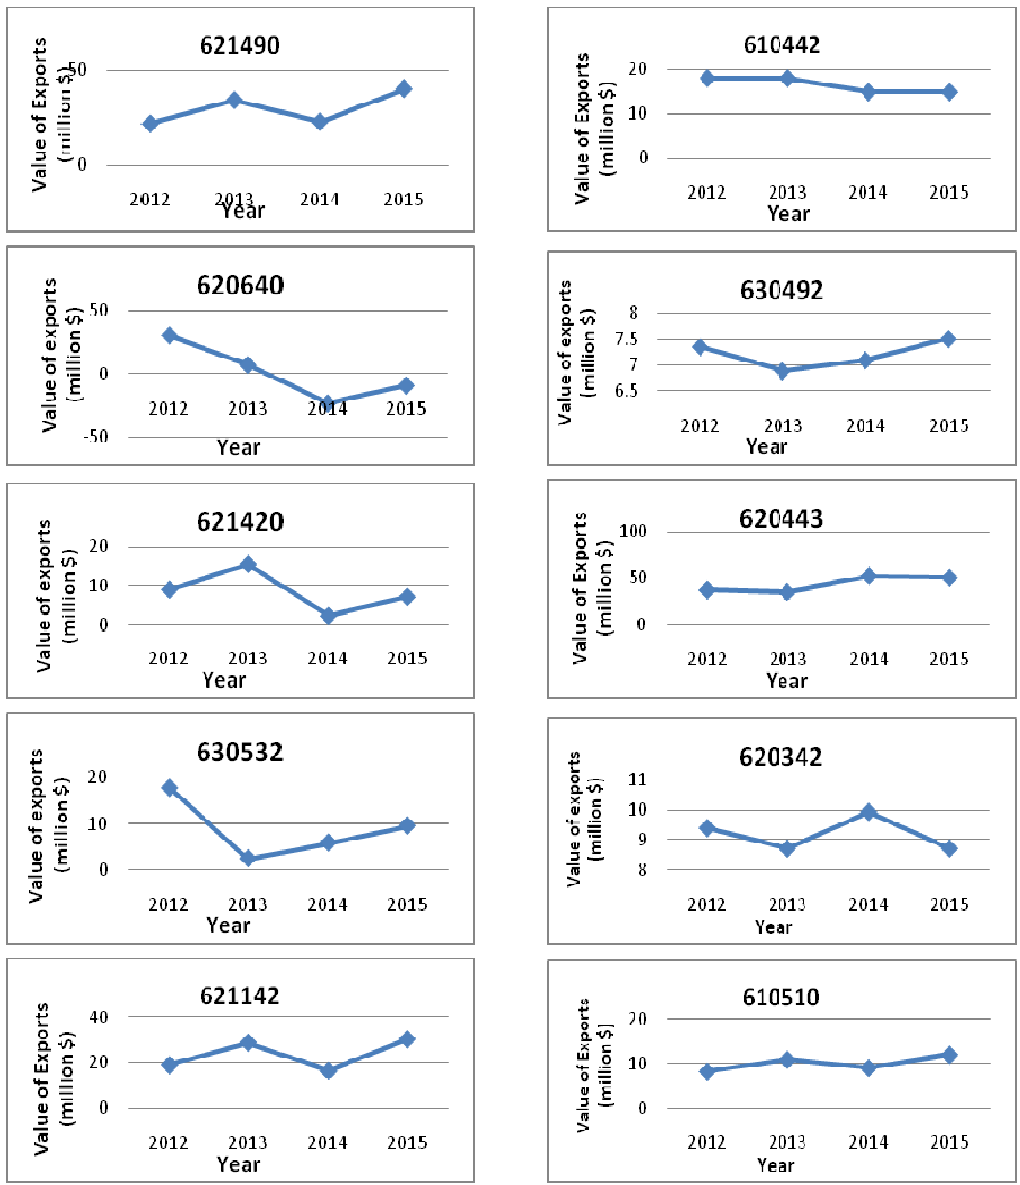 621490
Value of Exports
(million $)
50
0
2012 2013 2014 2015
Year
610442
Value of Exports
(million $)
20
10
0
2012 2013 2014 2015
Year
620640
Value of exports
(million $)
50
0
-50
2012 2013 2014 2015
Year
630492
Value of exports
(million $)
8
7.5
7
6.5
2012 2013 2014 2015
Year
621420
Value of exports
(million $)
20
10
0
2012 2013 2014 2015
Year
620443
Value of Exports
(million $)
100
50
0
2012 2013 2014 2015
Year
630532
Value of exports
(million $)
20
10
0
2012 2013 2014 2015
Year
620342
Value of exports
(million $)
11
10
9
8
2012 2013 2014 2015
Year
621142
Value of Exports
(million $)
40
20
0
2012 2013 2014 2015
Year
610510
Value of Exports
(million $)
20
10
0
2012 2013 2014 2015
Year